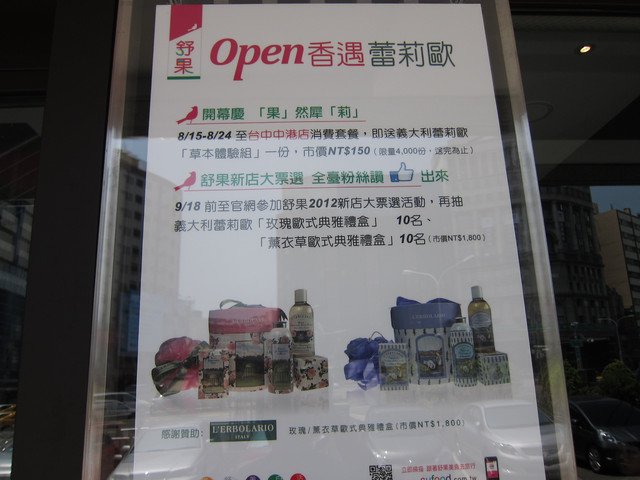 舒果
Open香遇蕾莉歐
開幕慶 「果」然犀「莉」
8/15-8/24 至台中中港店消費套餐，即送義大利蕾莉歐
「草本體驗組」一份，市價NT$150（限量4,000份，送完為止）
舒果新店大票選 全臺粉絲讚 出來
9/18 前至官網參加舒果2012新店大票選活動，再抽
義大利蕾莉歐「玫瑰歐式典雅禮盒」 10名、
「薰衣草歐式典雅禮盒」10名（市價NT$1,800）
L'ERBOLARIO
L'ERBOLARIO
感謝贊助：
L'ERBOLARIO
ITALY
玫瑰/薰衣草歐式典雅禮盒(市價NT$1,800)